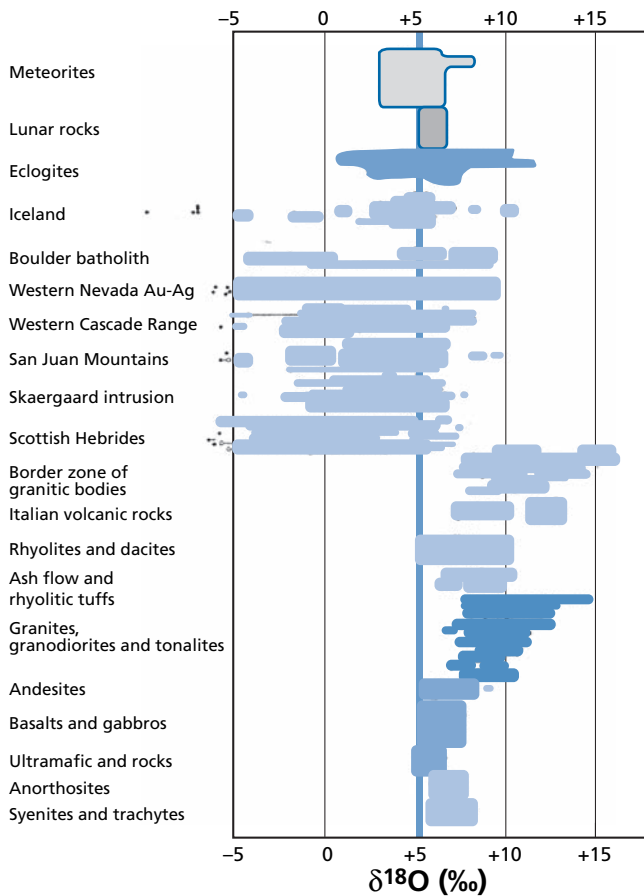 −5 0 +5 +10 +15
Meteorites
Lunar rocks
Eclogites
Iceland
Boulder batholith
Western Nevada Au-Ag
Western Cascade Range
San Juan Mountains
Skaergaard intrusion
Scottish Hebrides
Border zone of
granitic bodies
Italian volcanic rocks
Rhyolites and dacites
Ash flow and
rhyolitic tuffs
Granites,
granodiorites and tonalites
Andesites
Basalts and gabbros
Ultramafic and rocks
Anorthosites
Syenites and trachytes
−5 0 +5 +10 +15
δ¹⁸O (‰)